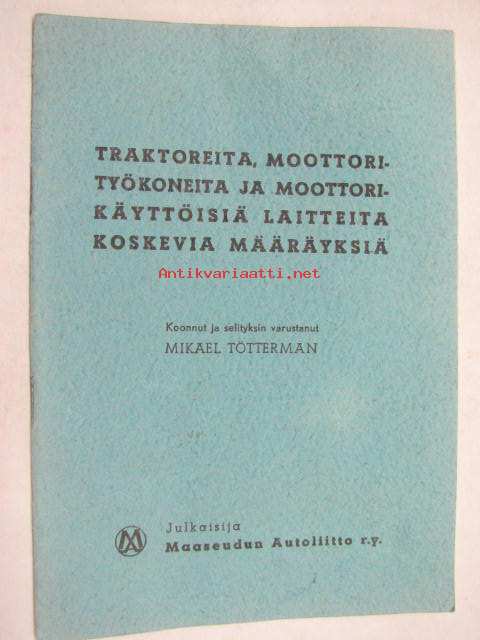 TRAKTOREITA, MOOTTORI-
TYÖKONEITA JA MOOTTORI-
KÄYTTÖISIÄ LAITTEITA
KOSKEVIA MÄÄRÄYKSIÄ
Antikvariaatti.net
Koonnut ja selityksin varustanut
MIKAEL TÖTTERMAN
MA
Julkaisija
Maaseudun Autoliitto r.y.